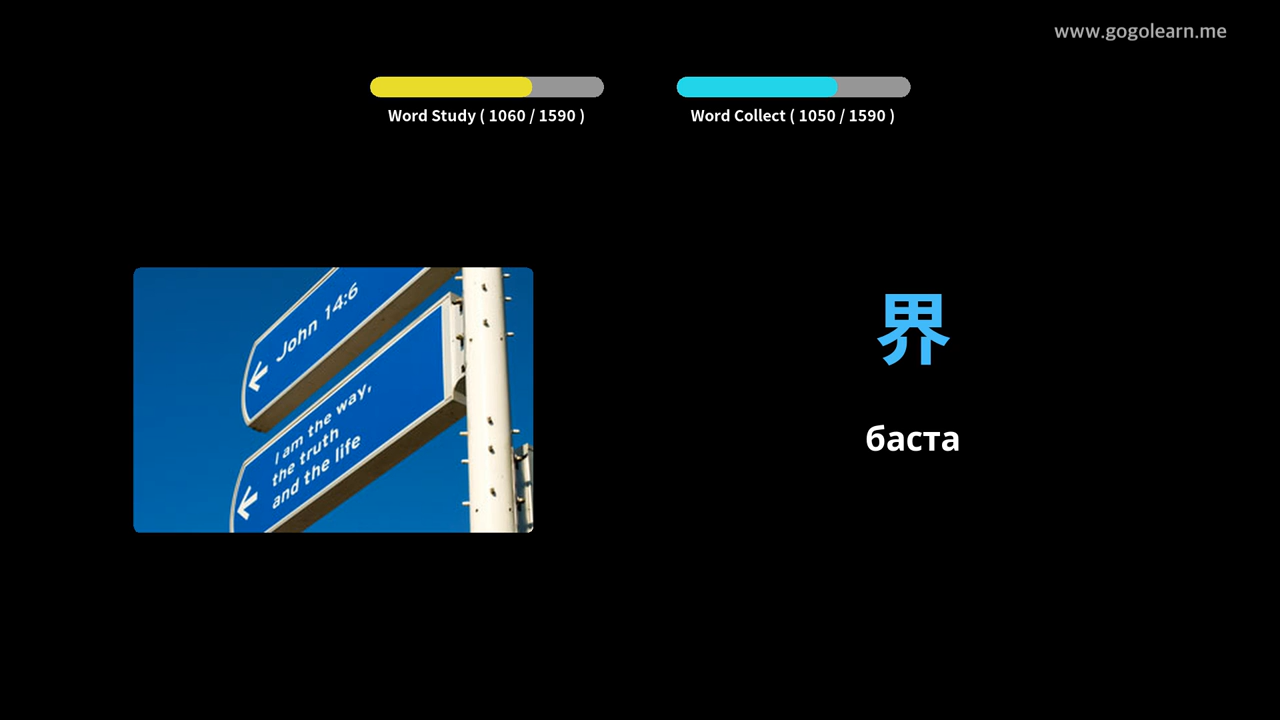 www.gogolearn.me
Word Study ( 1060 / 1590 )
Word Collect ( 1050 / 1590 )
John 14:6
I am the way,
the truth
and the life
界
баста